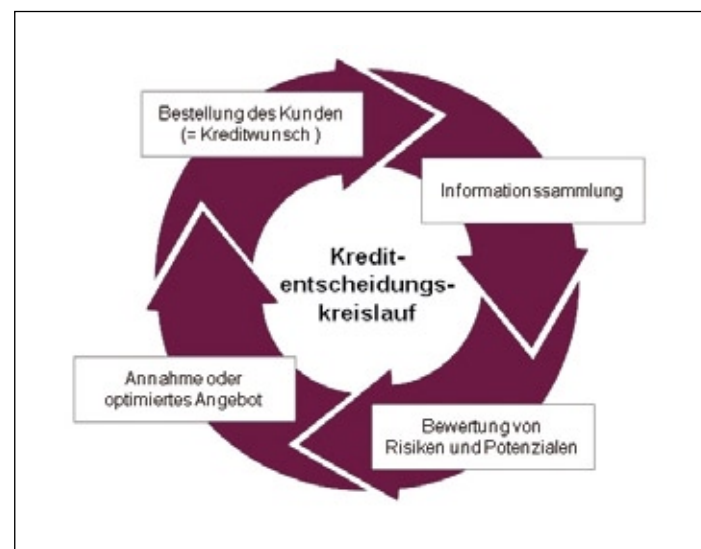 Bestellung des Kunden
(= Kreditwunsch )
Informationssammlung
Kredit-
entscheidungs-
kreislauf
Annahme oder
optimiertes Angebot
Bewertung von
Risiken und Potenzialen